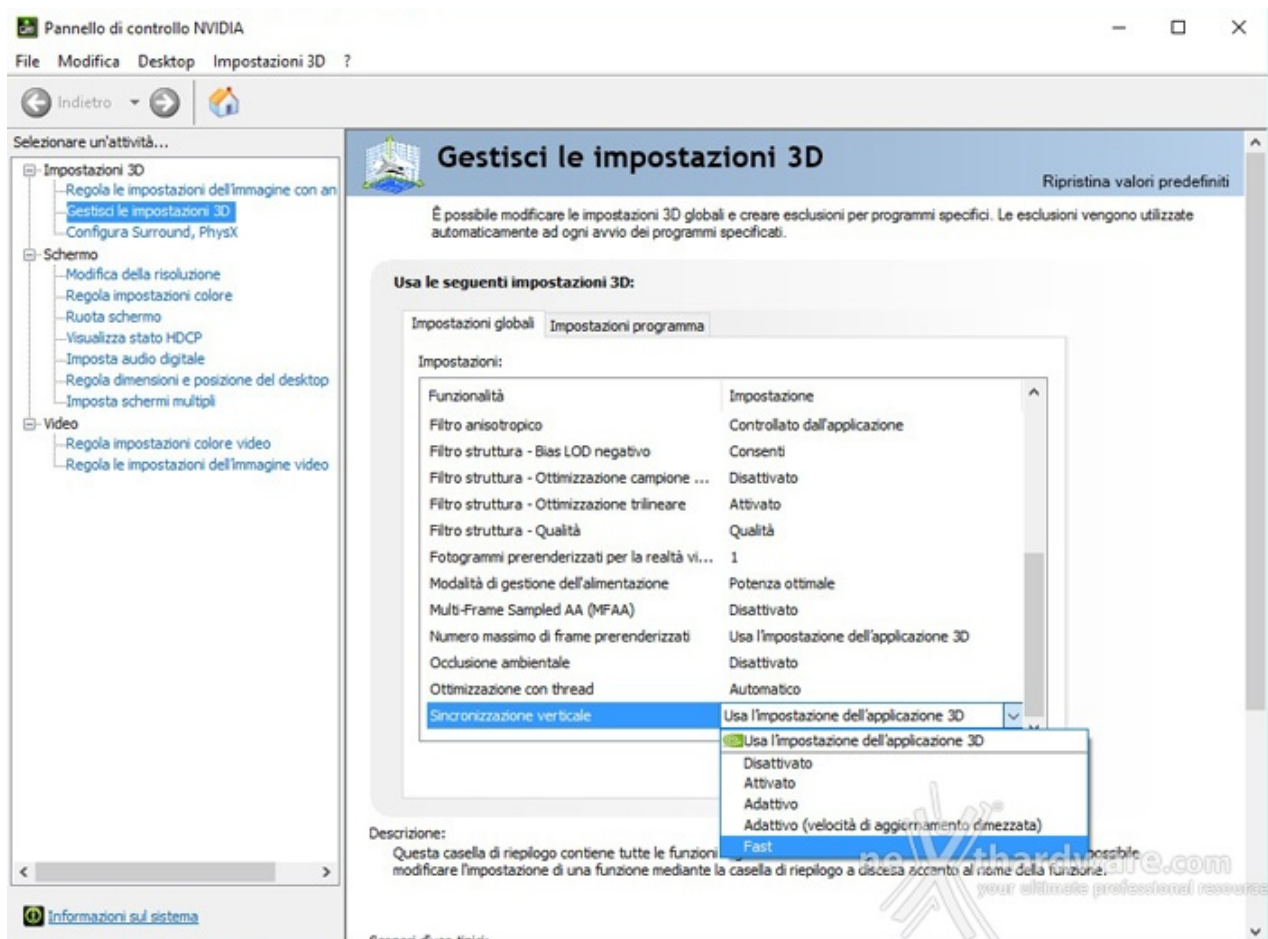 Pannello di controllo NVIDIA
File Modifica Desktop Impostazioni 3D ?
Indietro
Selezionare un'attività...
Impostazioni 3D
Regola le impostazioni dell'immagine con an
Gestisci le impostazioni 3D
Configura Surround, PhysX
Schermo
Modifica della risoluzione
Regola impostazioni colore
Ruota schermo
Visualizza stato HDCP
Imposta audio digitale
Regola dimensioni e posizione del desktop
Imposta schermi multipli
Video
Regola impostazioni colore video
Regola le impostazioni dell'immagine video
Informazioni sul sistema
Gestisci le impostazioni 3D
Ripristina valori predefiniti
È possibile modificare le impostazioni 3D globali e creare esclusioni per programmi specifici. Le esclusioni vengono utilizzate
automaticamente ad ogni avvio dei programmi specificati.
Usa le seguenti impostazioni 3D:
Impostazioni globali Impostazioni programma
Impostazioni:
Funzionalità Impostazione
Filtro anisotropico Controllato dall'applicazione
Filtro struttura - Bias LOD negativo Consenti
Filtro struttura - Ottimizzazione campione ... Disattivato
Filtro struttura - Ottimizzazione trilineare Attivato
Filtro struttura - Qualità Qualità
Fotogrammi prerenderizzati per la realtà vi... 1
Modalità di gestione dell'alimentazione Potenza ottimale
Multi-Frame Sampled AA (MFAA) Disattivato
Numero massimo di frame prerenderizzati Usa l'impostazione dell'applicazione 3D
Occlusione ambientale Disattivato
Ottimizzazione con thread Automatico
Sincronizzazione verticale Usa l'impostazione dell'applicazione 3D
Usa l'impostazione dell'applicazione 3D
Disattivato
Attivato
Adattivo
Adattivo (velocità di aggiornamento dimezzata)
Fast
Descrizione:
Questa casella di riepilogo contiene tutte le funzioni possibile
modificare l'impostazione di una funzione mediante la casella di riepilogo a discesa accanto al nome della funzione.
nexthardware.com
your ultimate professional resource